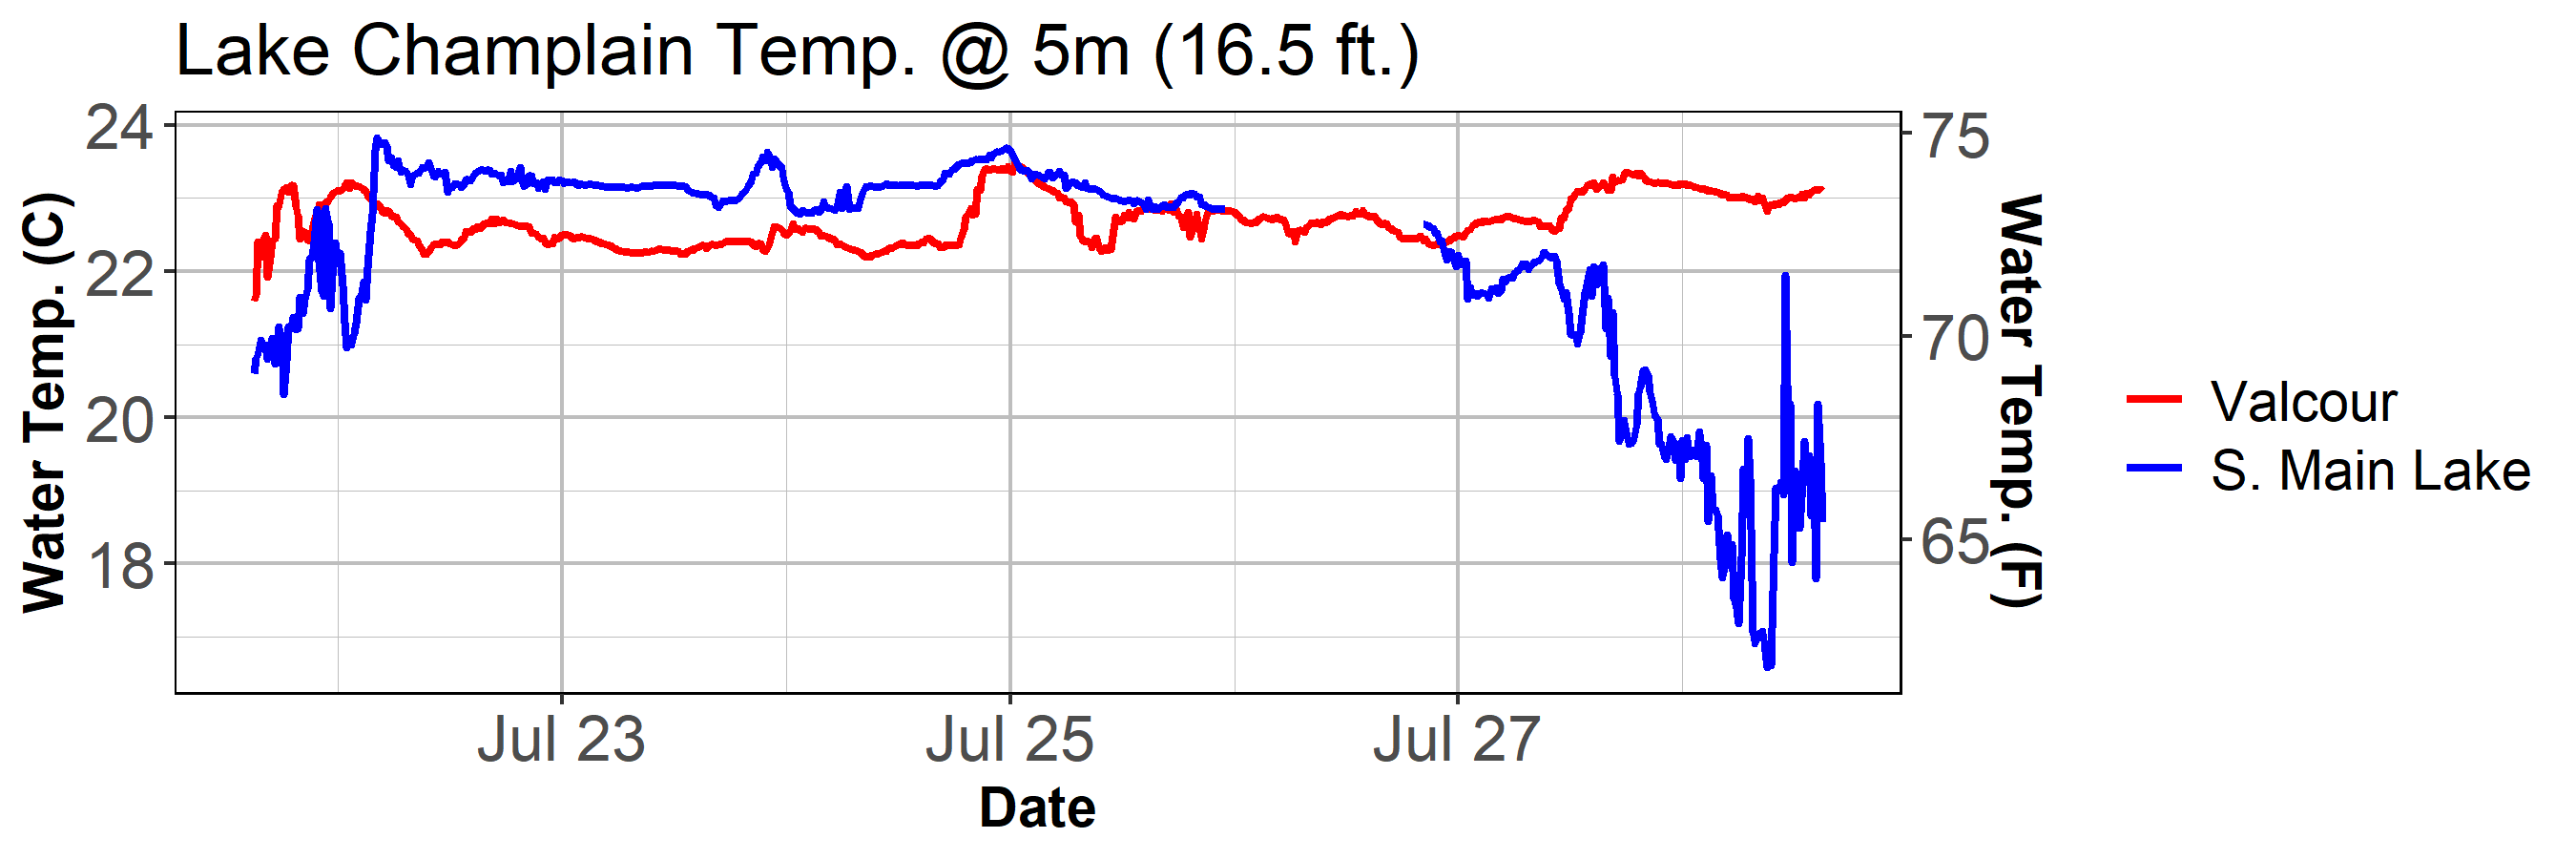 Lake Champlain Temp. @ 5m (16.5 ft.)
Water Temp. (C)
24
22
20
18
75
70
65
Water Temp. (F)
Jul 23
Jul 25
Jul 27
Date
Valcour
S. Main Lake